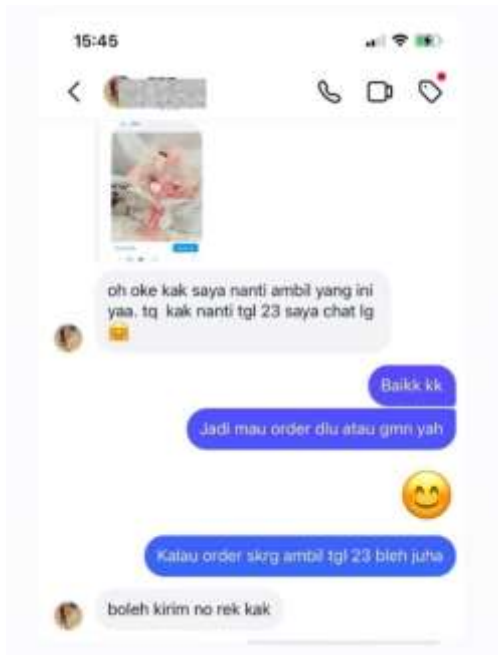 15:45
oh oke kak saya nanti ambil yang ini
yaa. tq kak nanti tgl 23 saya chat lg
Baikk kk
Jadi mau order dlu atau gmn yah
Kalau order skrg ambil tgl 23 bleh juha
boleh kirim no rek kak